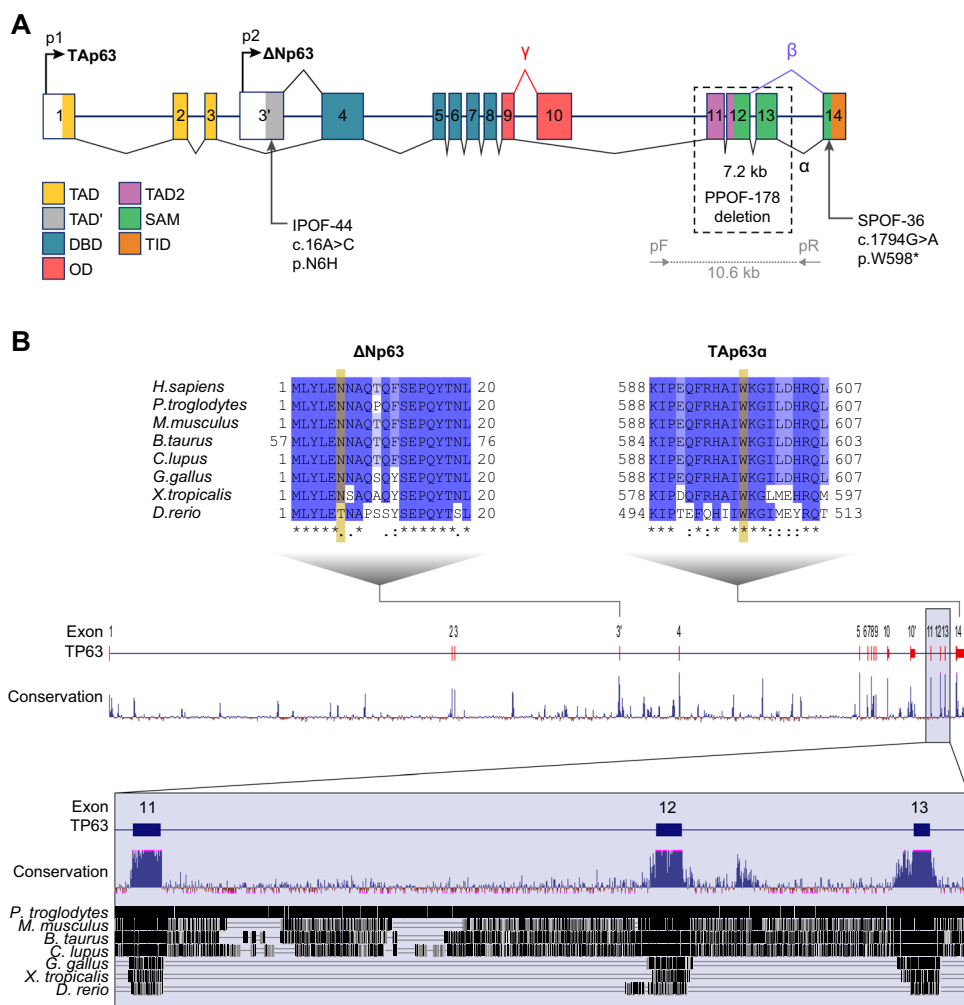 A
p1
TAp63
p2
ΔNp63
γ
β
1
2
3
3'
4
5
6
7
8
9
10
11
12
13
14
α
7.2 kb
PPOF-178
deletion
TAD
TAD'
DBD
OD
TAD2
SAM
TID
IPOF-44
c.16A>C
p.N6H
SPOF-36
c.1794G>A
p.W598*
pF
pR
10.6 kb
B
ΔNp63
TAp63α
H.sapiens 1 MLYLENNAQTQFSEPQYTNL 20 588 KIPEQFRHAIWKGILDHRQL 607
P.troglodytes 1 MLYLENNAQPQFSEPQYTNL 20 588 KIPEQFRHAIWKGILDHRQL 607
M.musculus 1 MLYLENNAQTQFSEPQYTNL 20 588 KIPEQFRHAIWKGILDHRQL 607
B.taurus 57 MLYLENNAQTQFSEPQYTNL 76 584 KIPEQFRHAIWKGILDHRQL 603
C.lupus 1 MLYLENNAQTQFSEPQYTNL 20 588 KIPEQFRHAIWKGILDHRQL 607
G.gallus 1 MLYLENNAQSQYSEPQYTNL 20 588 KIPEQFRHAIWKGILDHRQL 607
X.tropicalis 1 MLYLENSAQAQYSEPQYTNL 20 578 KIPDQFRHAIWKGLMEHRQM 597
D.rerio 1 MLYLETNAPSSYSEPQYTSL 20 494 KIPTEFQHIIWKGIMEYRQT 513
*****..* .:******.* *** :*:* ****::::**
Exon 1 2 3 3' 4 5 6 7 8 9 10 10' 11 12 13 14
TP63
Conservation
Exon 11 12 13
TP63
Conservation
P. troglodytes
M. musculus
B. taurus
C. lupus
G. gallus
X. tropicalis
D. rerio